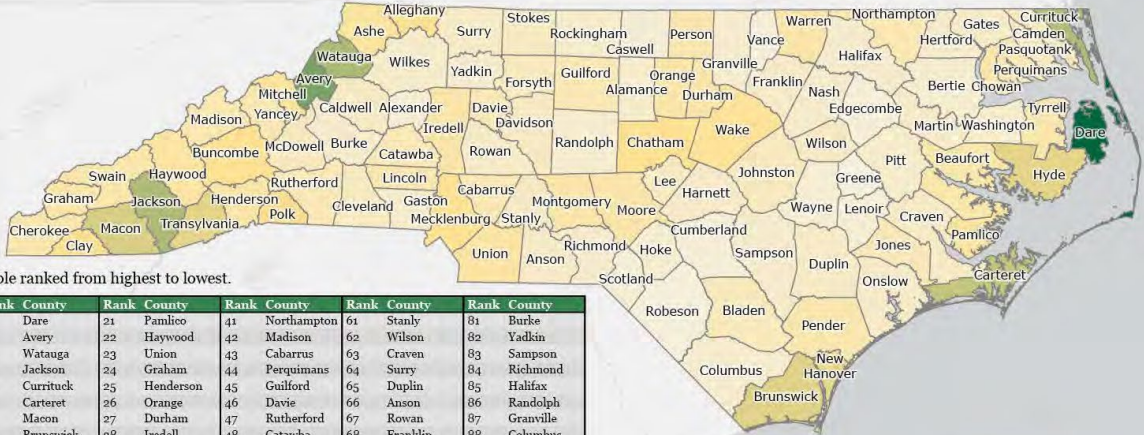 Alleghany
Ashe
Surry
Stokes
Rockingham
Caswell
Person
Vance
Warren
Northampton
Gates
Currituck
Camden
Pasquotank
Hertford
Perquimans
Watauga
Wilkes
Yadkin
Forsyth
Guilford
Alamance
Orange
Granville
Durham
Franklin
Halifax
Bertie
Chowan
Avery
Mitchell
Yancey
Caldwell
Alexander
Iredell
Davie
Davidson
Nash
Edgecombe
Martin
Washington
Tyrrell
Dare
Madison
Buncombe
McDowell
Burke
Catawba
Rowan
Randolph
Chatham
Wake
Wilson
Pitt
Beaufort
Hyde
Swain
Haywood
Graham
Jackson
Henderson
Rutherford
Lincoln
Cleveland
Gaston
Cabarrus
Mecklenburg
Stanly
Montgomery
Moore
Lee
Harnett
Johnston
Greene
Wayne
Lenoir
Craven
Pamlico
Cherokee
Clay
Macon
Transylvania
Polk
Union
Anson
Richmond
Scotland
Hoke
Cumberland
Sampson
Duplin
Jones
Onslow
Carteret
Robeson
Bladen
Pender
Columbus
New
Hanover
Brunswick
ranked from highest to lowest.
County Rank County Rank County Rank County Rank County
Dare 21 Pamlico 41 Northampton 61 Stanly 81 Burke
Avery 22 Haywood 42 Madison 62 Wilson 82 Yadkin
Watauga 23 Union 43 Cabarrus 63 Craven 83 Sampson
Jackson 24 Graham 44 Perquimans 64 Surry 84 Richmond
Currituck 25 Henderson 45 Guilford 65 Duplin 85 Halifax
Carteret 26 Orange 46 Davie 66 Anson 86 Randolph
Macon 27 Durham 47 Rutherford 67 Rowan 87 Granville
Brunswick 28 Iredell 48 Catawba 68 Franklin 88 Columbus